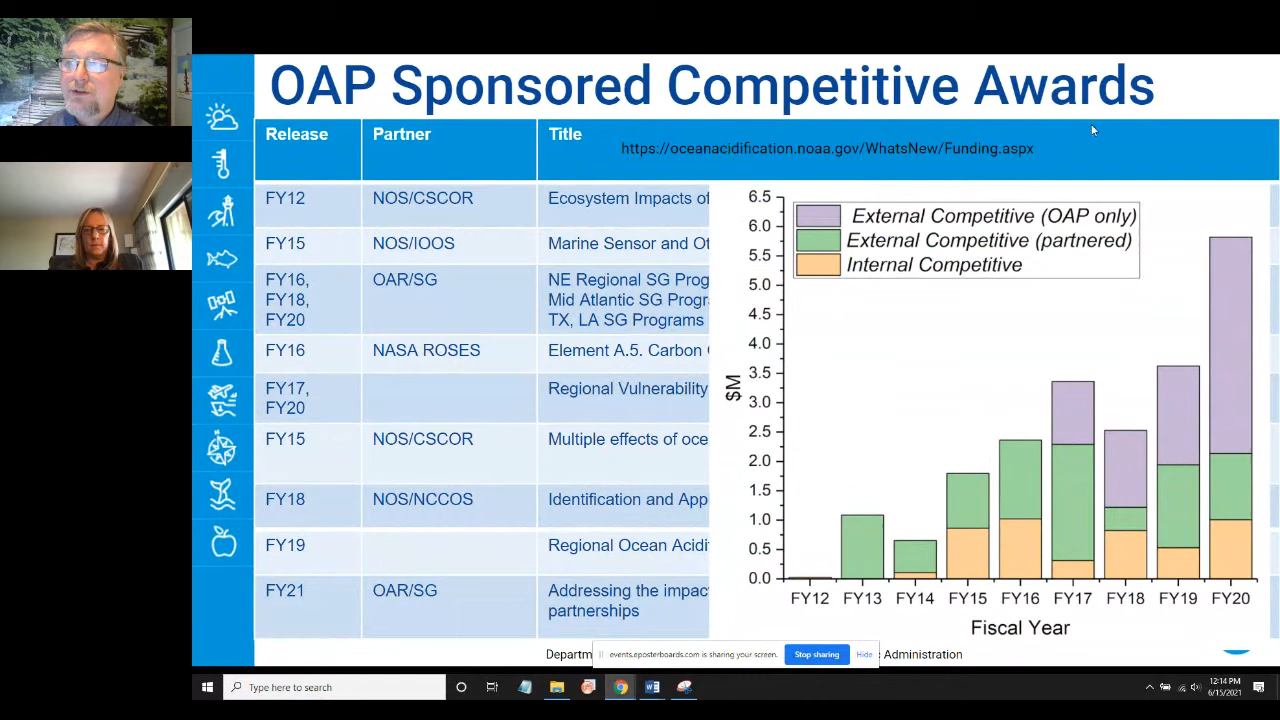 OAP Sponsored Competitive Awards
Release Partner Title
https://oceanacidification.noaa.gov/WhatsNew/Funding.aspx
FY12 NOS/CSCOR Ecosystem Impacts of
FY15 NOS/IOOS Marine Sensor and Ot
FY16, OAR/SG NE Regional SG Prog
FY18, Mid Atlantic SG Progr
FY20 TX, LA SG Programs
FY16 NASA ROSES Element A.5. Carbon
FY17, Regional Vulnerability
FY20
FY15 NOS/CSCOR Multiple effects of oce
FY18 NOS/NCCOS Identification and App
FY19 Regional Ocean Acidi
FY21 OAR/SG Addressing the impac
partnerships
External Competitive (OAP only)
External Competitive (partnered)
Internal Competitive
6.5
6.0
5.5
5.0
4.5
4.0
3.5
3.0
2.5
2.0
1.5
1.0
0.5
0.0
$M
FY12 FY13 FY14 FY15 FY16 FY17 FY18 FY19 FY20
Fiscal Year
Departm
Administration
events.eposterboards.com is sharing your screen. Stop sharing Hide
Type here to search
12:14 PM
6/15/2021